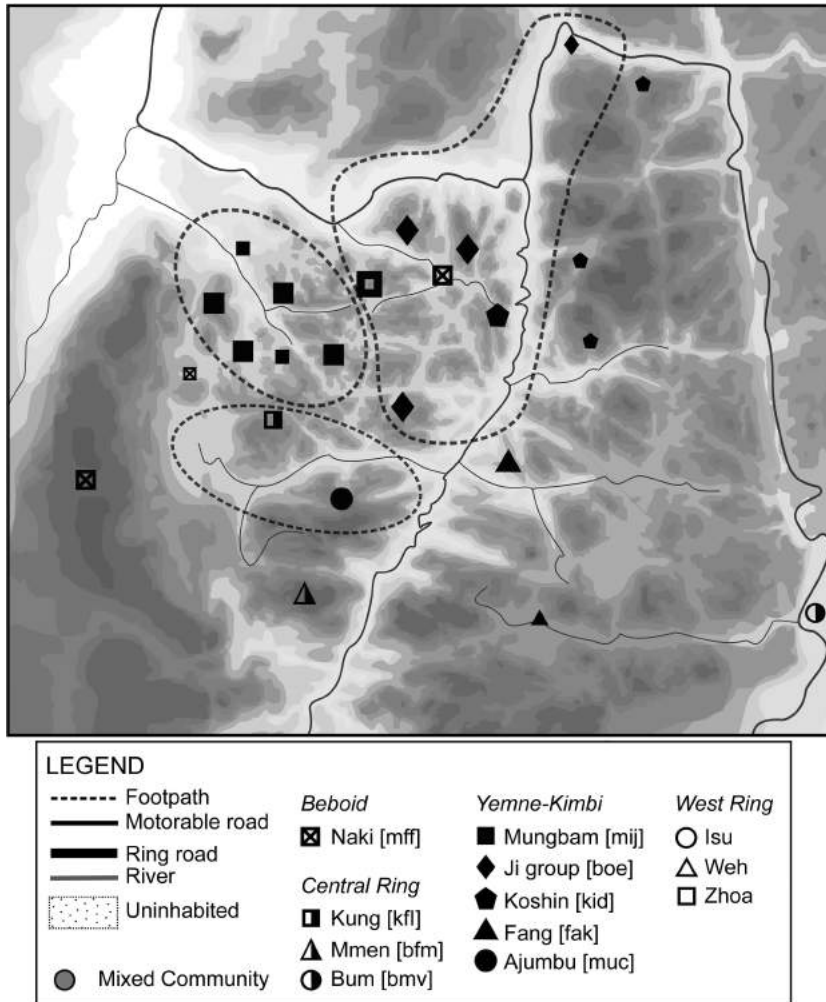 LEGEND
Footpath
Motorable road
Ring road
River
Uninhabited
Mixed Community
Beboid
Naki [mff]
Central Ring
Kung [kfl]
Mmen [bfm]
Bum [bmv]
Yemne-Kimbi
Mungbam [mij]
Ji group [boe]
Koshin [kid]
Fang [fak]
Ajumbu [muc]
West Ring
Isu
Weh
Zhoa